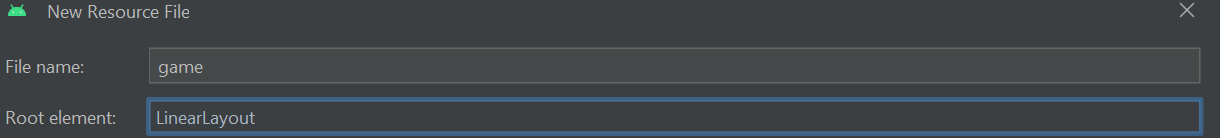 New Resource File
File name: game
Root element: LinearLayout